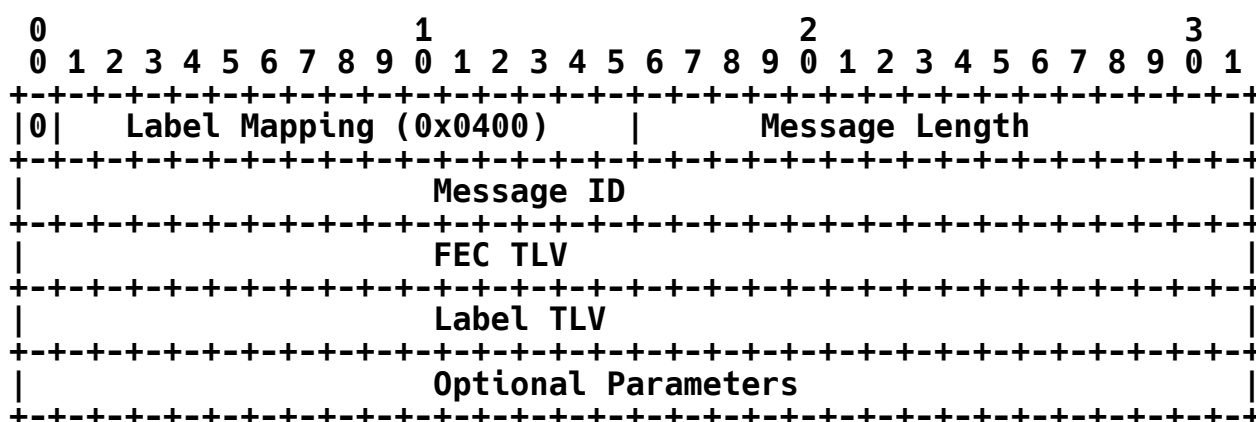 0                   1                   2                   3
 0 1 2 3 4 5 6 7 8 9 0 1 2 3 4 5 6 7 8 9 0 1 2 3 4 5 6 7 8 9 0 1
+-+-+-+-+-+-+-+-+-+-+-+-+-+-+-+-+-+-+-+-+-+-+-+-+-+-+-+-+-+-+-+-+
|0|   Label Mapping (0x0400)    |      Message Length           |
+-+-+-+-+-+-+-+-+-+-+-+-+-+-+-+-+-+-+-+-+-+-+-+-+-+-+-+-+-+-+-+-+
|                     Message ID                                |
+-+-+-+-+-+-+-+-+-+-+-+-+-+-+-+-+-+-+-+-+-+-+-+-+-+-+-+-+-+-+-+-+
|                     FEC TLV                                   |
+-+-+-+-+-+-+-+-+-+-+-+-+-+-+-+-+-+-+-+-+-+-+-+-+-+-+-+-+-+-+-+-+
|                     Label TLV                                 |
+-+-+-+-+-+-+-+-+-+-+-+-+-+-+-+-+-+-+-+-+-+-+-+-+-+-+-+-+-+-+-+-+
|                     Optional Parameters                       |
+-+-+-+-+-+-+-+-+-+-+-+-+-+-+-+-+-+-+-+-+-+-+-+-+-+-+-+-+-+-+-+-+